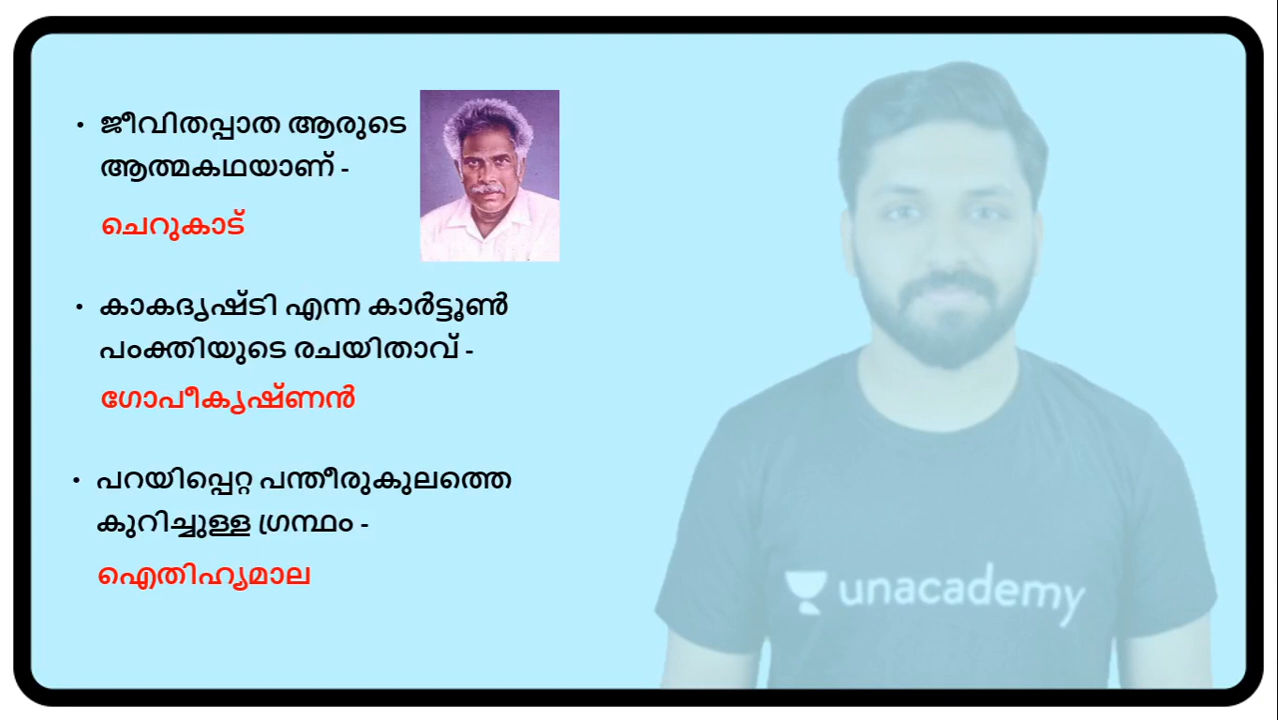 • ജീവിതപ്പാത ആരുടെ
ആത്മകഥയാണ് -
ചെറുകാട്
• കാകദൃഷ്ടി എന്ന കാർട്ടൂൺ
പംക്തിയുടെ രചയിതാവ് -
ഗോപീകൃഷ്ണൻ
• പറയിപ്പെറ്റ പന്തീരുകുലത്തെ
കുറിച്ചുള്ള ഗ്രന്ഥം -
ഐതിഹ്യമാല
unacademy